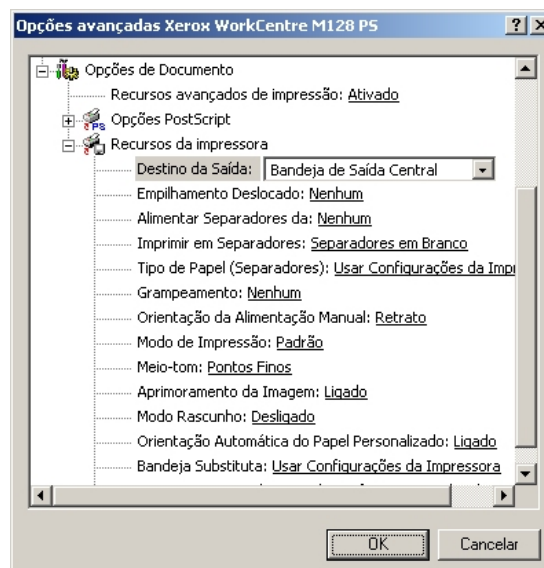 Opções avançadas Xerox WorkCentre M128 PS
Opções de Documento
Recursos avançados de impressão: Ativado
Opções PostScript
Recursos da impressora
Destino da Saída: Bandeja de Saída Central
Empilhamento Deslocado: Nenhum
Alimentar Separadores da: Nenhum
Imprimir em Separadores: Separadores em Branco
Tipo de Papel (Separadores): Usar Configurações da Impr
Grampeamento: Nenhum
Orientação da Alimentação Manual: Retrato
Modo de Impressão: Padrão
Meio-tom: Pontos Finos
Aprimoramento da Imagem: Ligado
Modo Rascunho: Desligado
Orientação Automática do Papel Personalizado: Ligado
Bandeja Substituta: Usar Configurações da Impressora
OK Cancelar